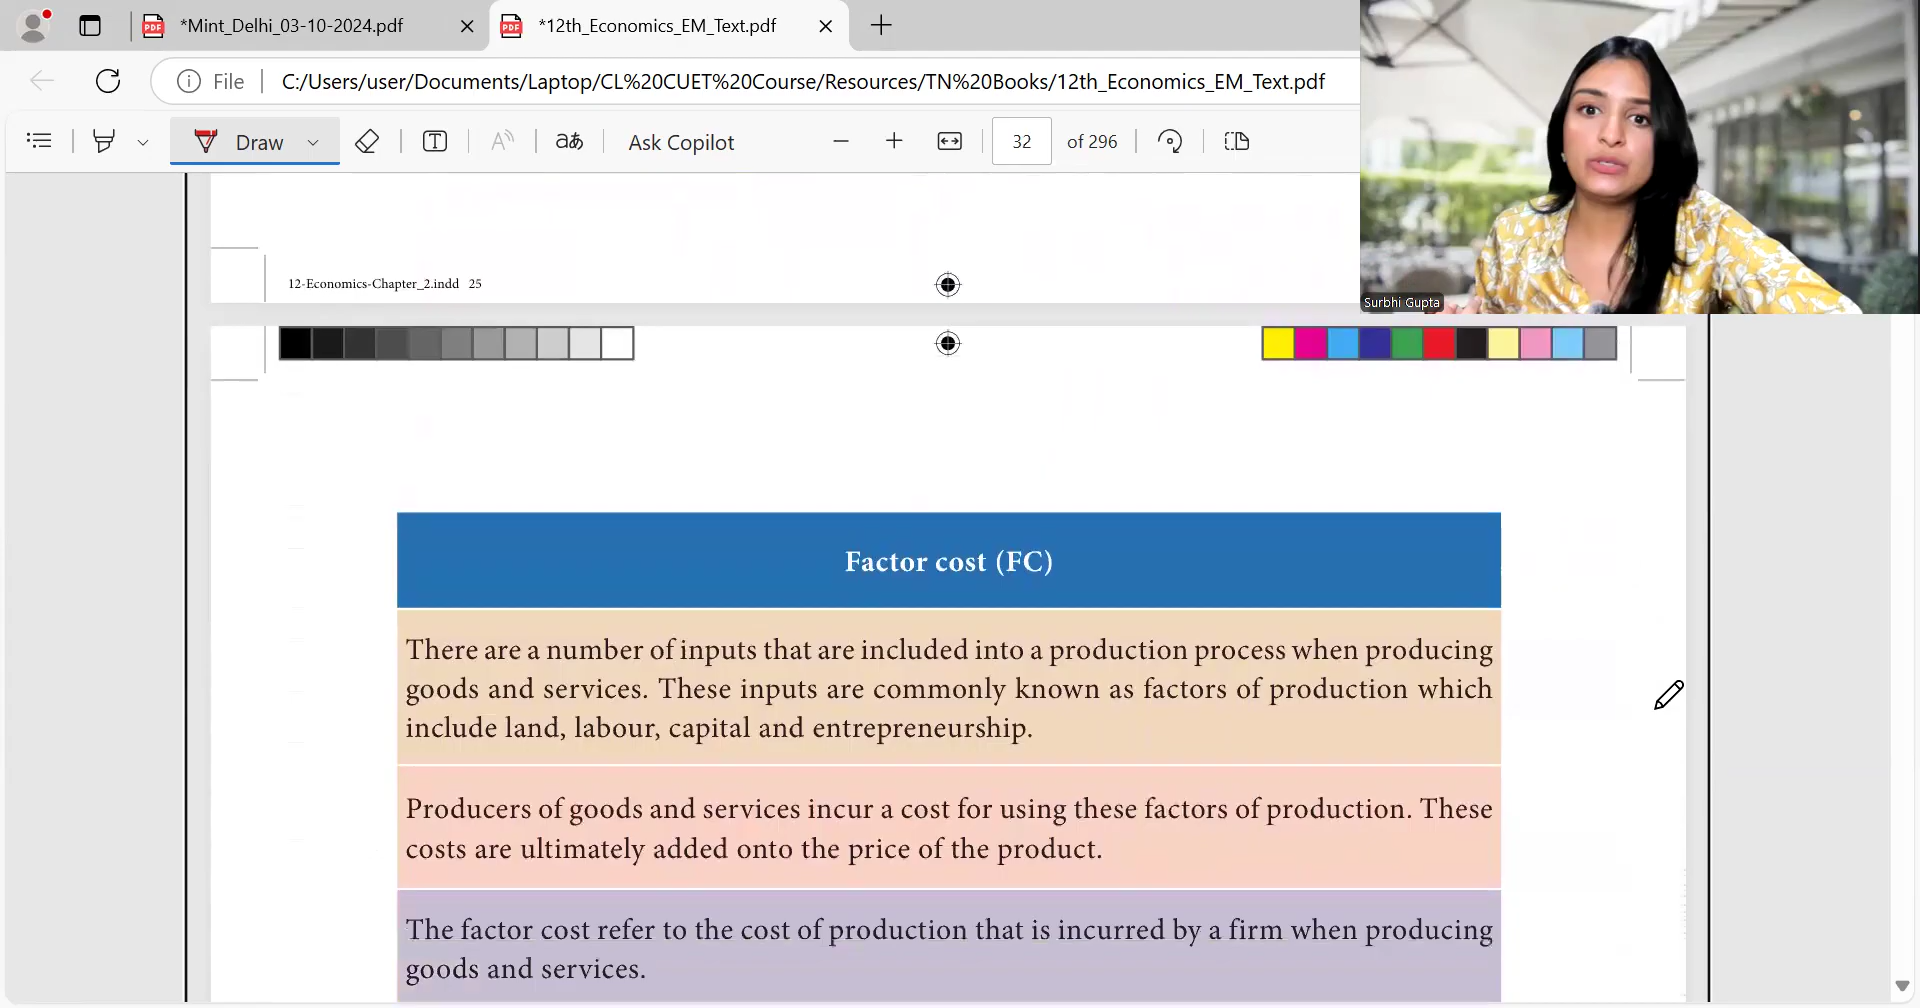 *Mint_Delhi_03-10-2024.pdf
*12th_Economics_EM_Text.pdf
File
C:/Users/user/Documents/Laptop/CL%20CUET%20Course/Resources/TN%20Books/12th_Economics_EM_Text.pdf
Draw
Ask Copilot
32 of 296
Surbhi Gupta
12-Economics-Chapter_2.indd 25
Factor cost (FC)
There are a number of inputs that are included into a production process when producing
goods and services. These inputs are commonly known as factors of production which
include land, labour, capital and entrepreneurship.
Producers of goods and services incur a cost for using these factors of production. These
costs are ultimately added onto the price of the product.
The factor cost refer to the cost of production that is incurred by a firm when producing
goods and services.